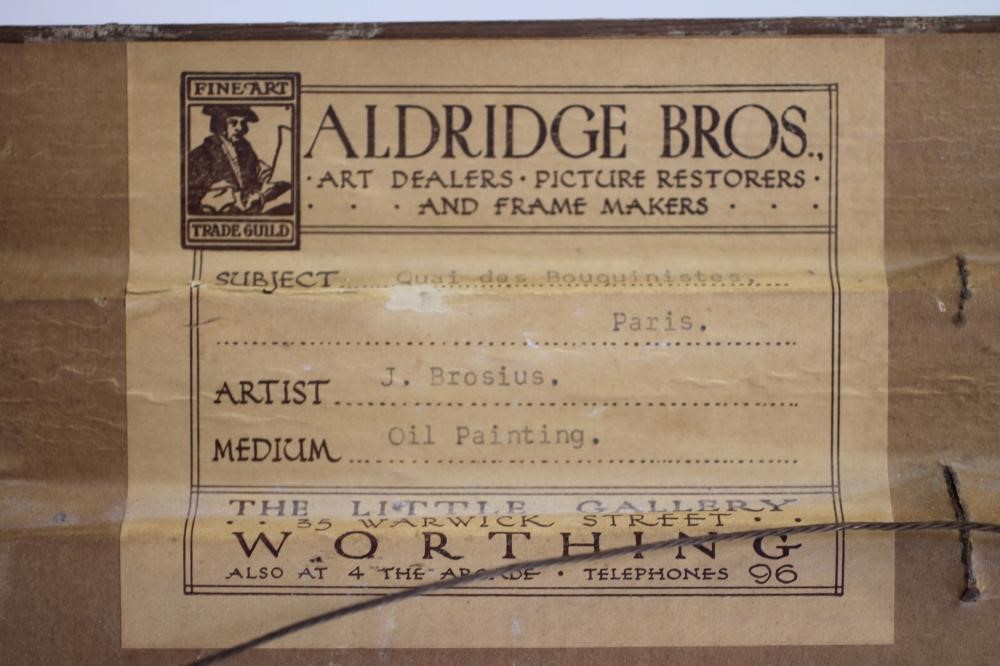 FINE ART
TRADE GUILD
ALDRIDGE BROS.,
· ART DEALERS · PICTURE RESTORERS ·
· · · AND FRAME MAKERS · · ·
SUBJECT Quai des Bouquinistes,
Paris.
ARTIST J. Brosius.
MEDIUM Oil Painting.
THE LITTLE GALLERY
· · 35 WARWICK STREET · ·
WORTHING
ALSO AT 4 THE ARCADE · TELEPHONES 96